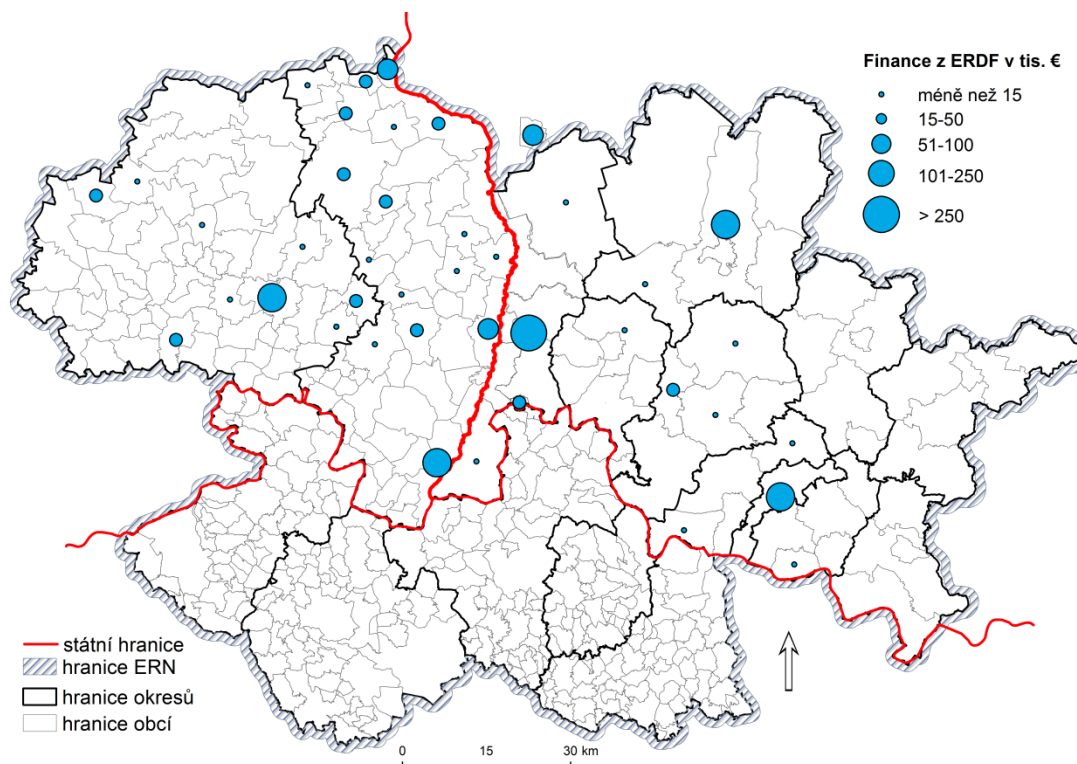 Finance z ERDF v tis. €
méně než 15
15-50
51-100
101-250
> 250
státní hranice
hranice ERN
hranice okresů
hranice obcí
0 15 30 km